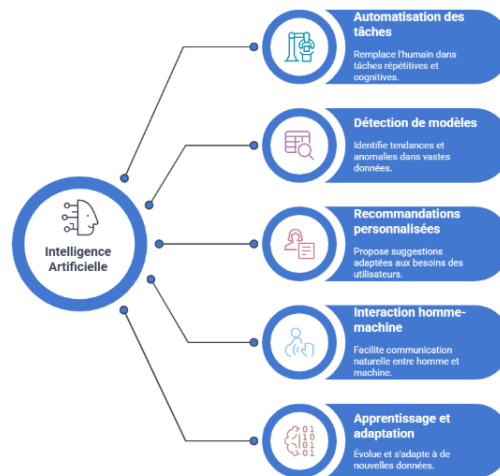 Automatisation des
tâches
Remplace l'humain dans
tâches répétitives et
cognitives.
Détection de modèles
Identifie tendances et
anomalies dans vastes
données.
Intelligence
Artificielle
Recommandations
personnalisées
Propose suggestions
adaptées aux besoins des
utilisateurs.
Interaction homme-
machine
Facilite communication
naturelle entre homme et
machine.
Apprentissage et
adaptation
Évolue et s'adapte à de
nouvelles données.